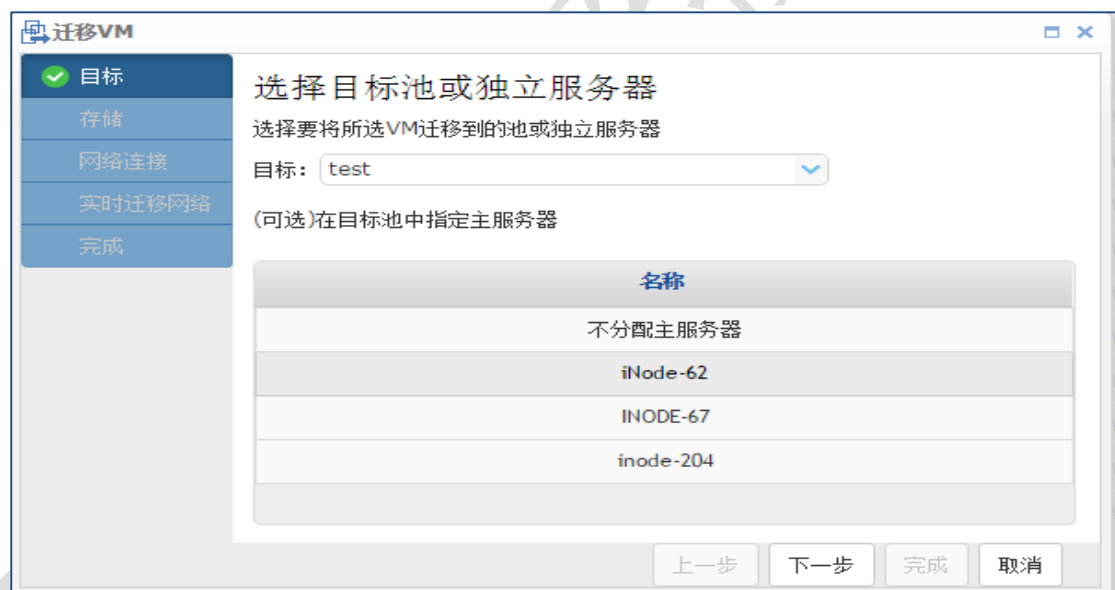 迁移VM
目标
存储
网络连接
实时迁移网络
完成
选择目标池或独立服务器
选择要将所选VM迁移到的池或独立服务器
目标: test
(可选)在目标池中指定主服务器
名称
不分配主服务器
iNode-62
INODE-67
inode-204
上一步 下一步 完成 取消